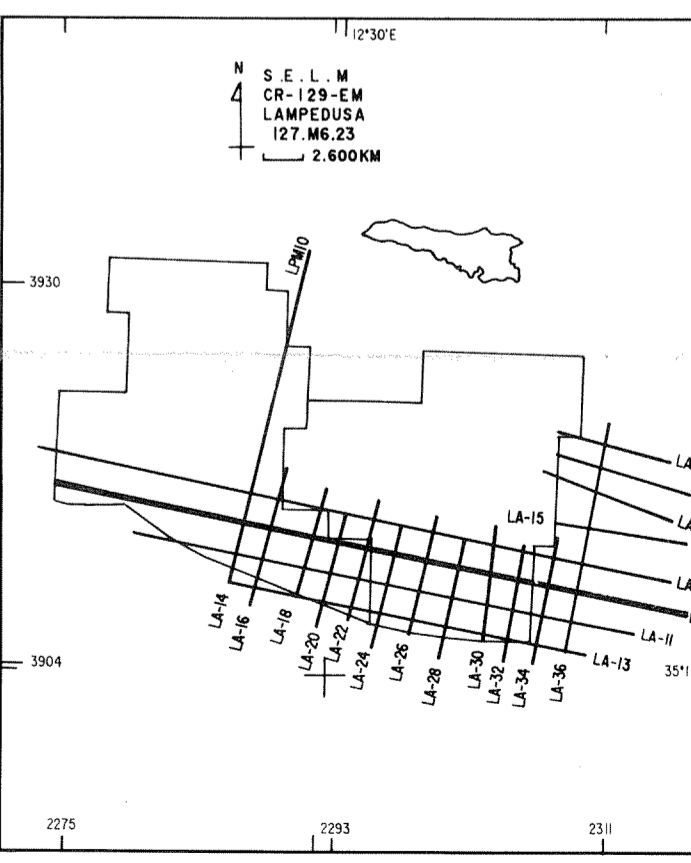 12°30'E
N
S.E.L.M
CR-129-EM
LAMPEDUSA
127.M6.23
2.600KM
LPM10
3930
LA-15
LA-14
LA-16
LA-18
LA-20
LA-22
LA-24
LA-26
LA-28
LA-30
LA-32
LA-34
LA-36
LA-11
LA-13
3904
2275
2293
2311